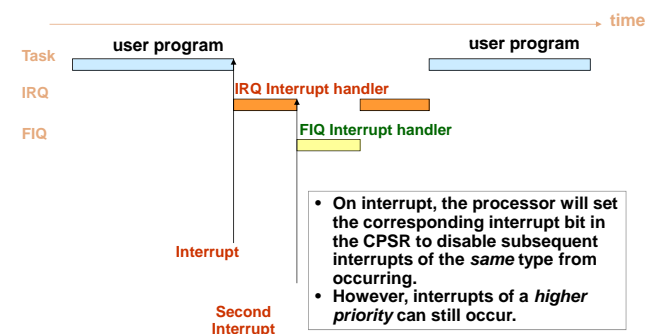 time
user program
user program
Task
IRQ
IRQ Interrupt handler
FIQ
FIQ Interrupt handler
• On interrupt, the processor will set
the corresponding interrupt bit in
the CPSR to disable subsequent
interrupts of the same type from
occurring.
• However, interrupts of a higher
priority can still occur.
Interrupt
Second
Interrupt